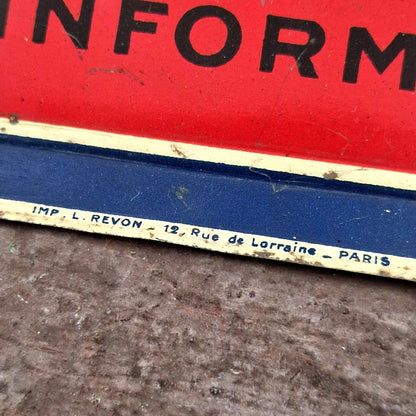 INFORM
IMP. L. REVON _ 12, Rue de Lorraine _ PARIS